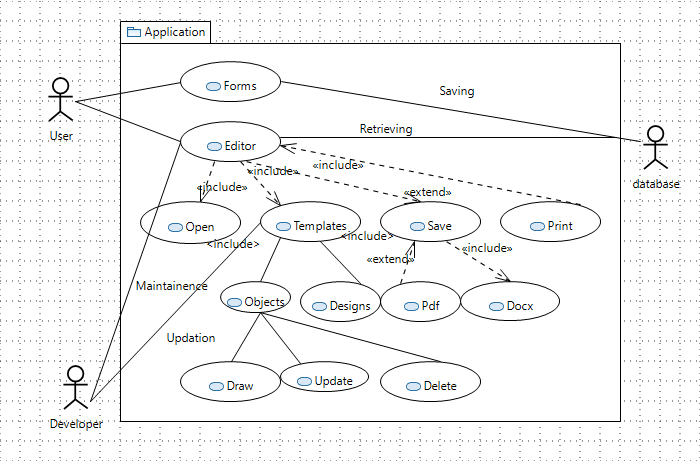 Application
Forms
Saving
User
Retrieving
Editor
«include»
«include»
database
«include»
«extend»
Open
Templates
Save
Print
<include>
<include>
«include»
«extend»
Maintainence
Objects
Designs
Pdf
Docx
Updation
Draw
Update
Delete
Developer